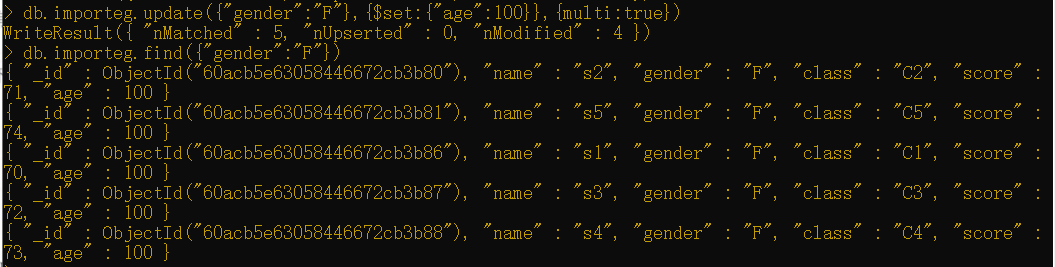 > db.importeg.update({"gender":"F"},{$set:{"age":100}},{multi:true})
WriteResult({ "nMatched" : 5, "nUpserted" : 0, "nModified" : 4 })
> db.importeg.find({"gender":"F"})
{ "_id" : ObjectId("60acb5e63058446672cb3b80"), "name" : "s2", "gender" : "F", "class" : "C2", "score" :
71, "age" : 100 }
{ "_id" : ObjectId("60acb5e63058446672cb3b81"), "name" : "s5", "gender" : "F", "class" : "C5", "score" :
74, "age" : 100 }
{ "_id" : ObjectId("60acb5e63058446672cb3b86"), "name" : "s1", "gender" : "F", "class" : "C1", "score" :
70, "age" : 100 }
{ "_id" : ObjectId("60acb5e63058446672cb3b87"), "name" : "s3", "gender" : "F", "class" : "C3", "score" :
72, "age" : 100 }
{ "_id" : ObjectId("60acb5e63058446672cb3b88"), "name" : "s4", "gender" : "F", "class" : "C4", "score" :
73, "age" : 100 }